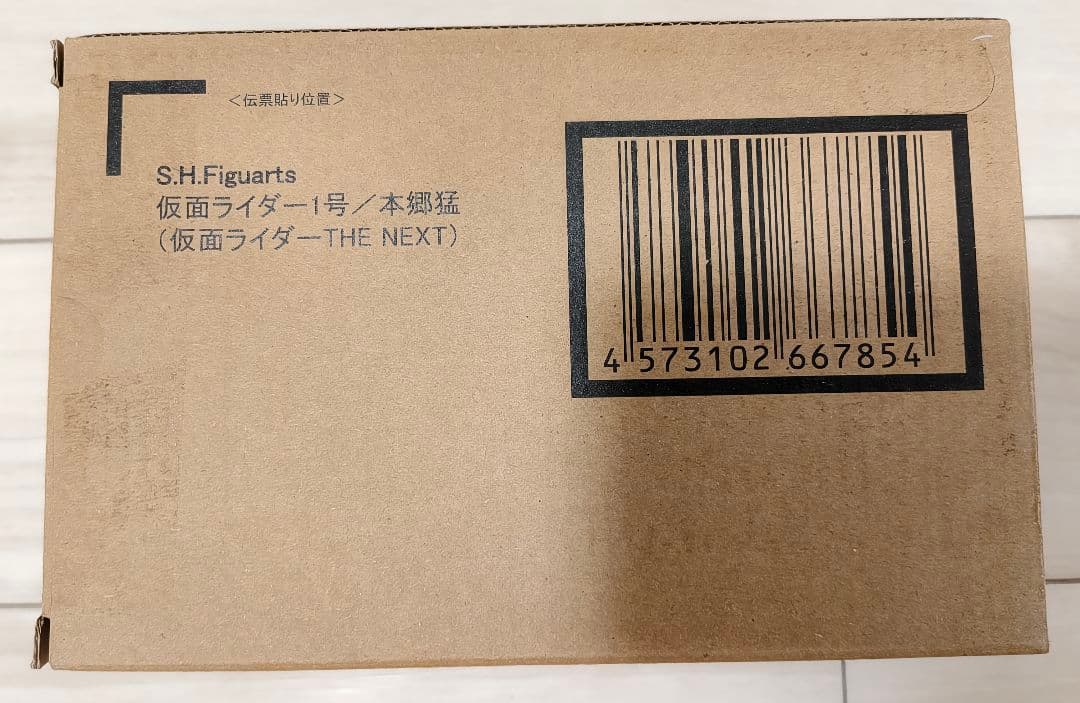 ＜伝票貼り位置＞
S.H.Figuarts
仮面ライダー1号／本郷猛
（仮面ライダーTHE NEXT）
4 573102 667854